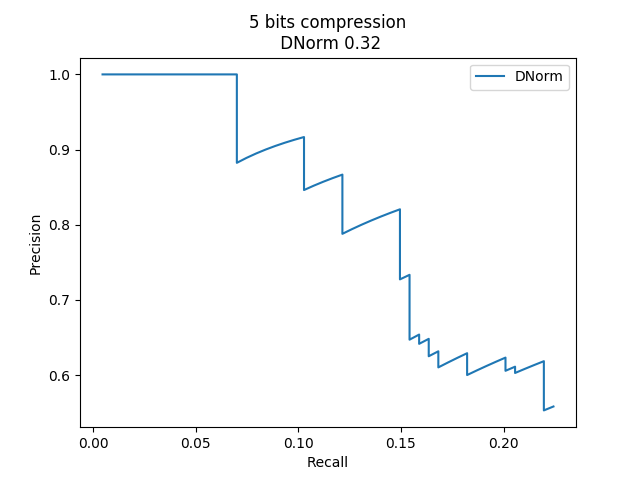 5 bits compression
DNorm 0.32
DNorm
1.0
0.9
0.8
0.7
0.6
Precision
0.00 0.05 0.10 0.15 0.20
Recall